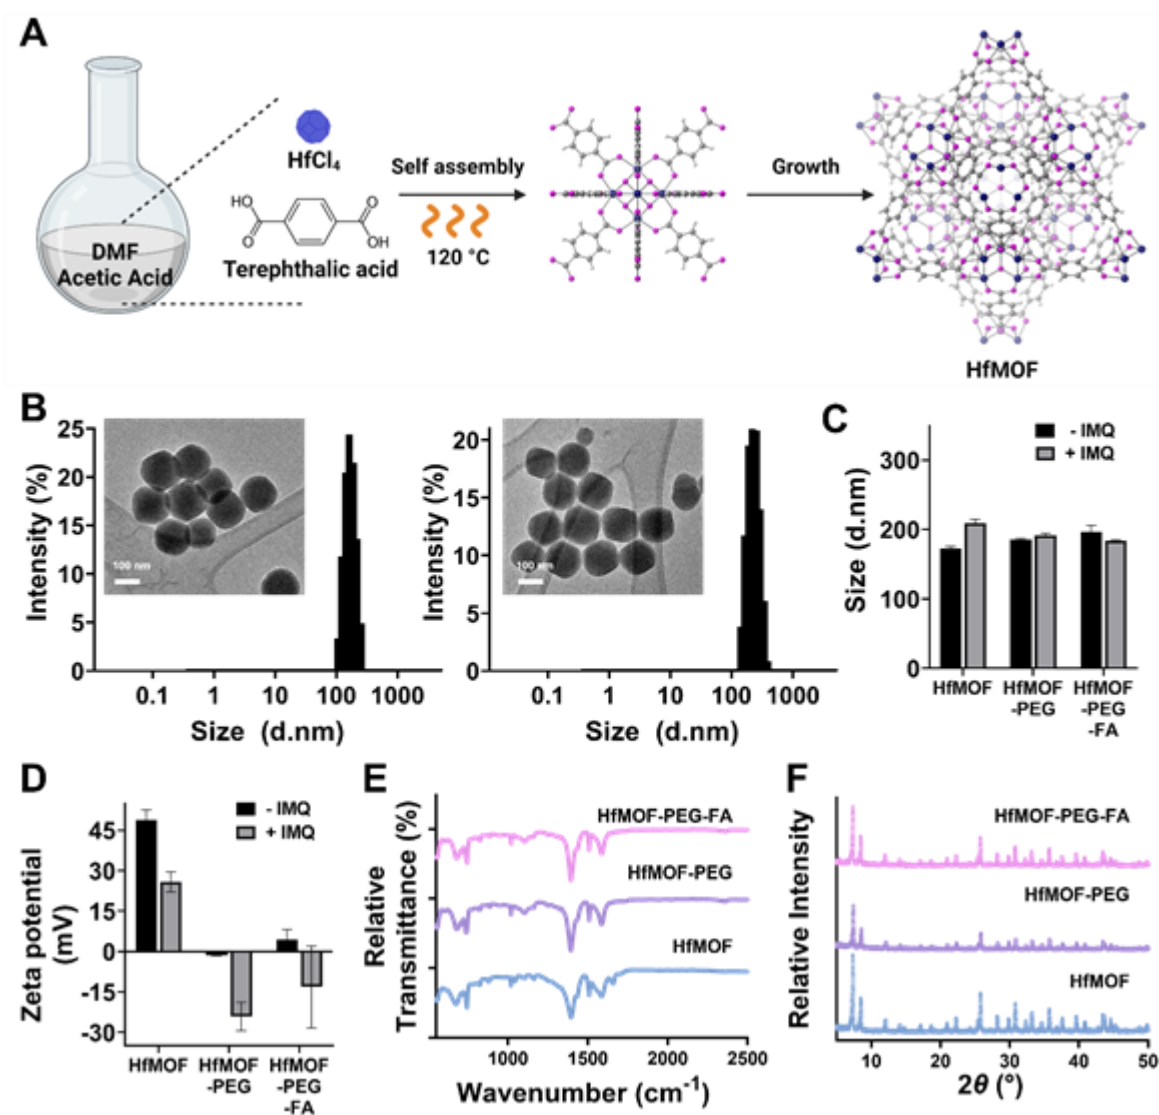 A
HfCl4
HO
O
O
OH
Terephthalic acid
DMF
Acetic Acid
Self assembly
120 °C
Growth
HfMOF
B
25
20
15
10
5
0
Intensity (%)
100 nm
0.1 1 10 100 1000
Size (d.nm)
20
15
10
5
0
Intensity (%)
100 nm
0.1 1 10 100 1000
Size (d.nm)
C
- IMQ
+ IMQ
300
200
100
0
Size (d.nm)
HfMOF
HfMOF
-PEG
HfMOF
-PEG
-FA
D
- IMQ
+ IMQ
45
30
15
0
-15
-30
Zeta potential
(mV)
HfMOF
HfMOF
-PEG
HfMOF
-PEG
-FA
E
Relative
Transmittance (%)
HfMOF-PEG-FA
HfMOF-PEG
HfMOF
1000 1500 2000 2500
Wavenumber (cm-1)
F
Relative Intensity
HfMOF-PEG-FA
HfMOF-PEG
HfMOF
10 20 30 40 50
2θ (°)